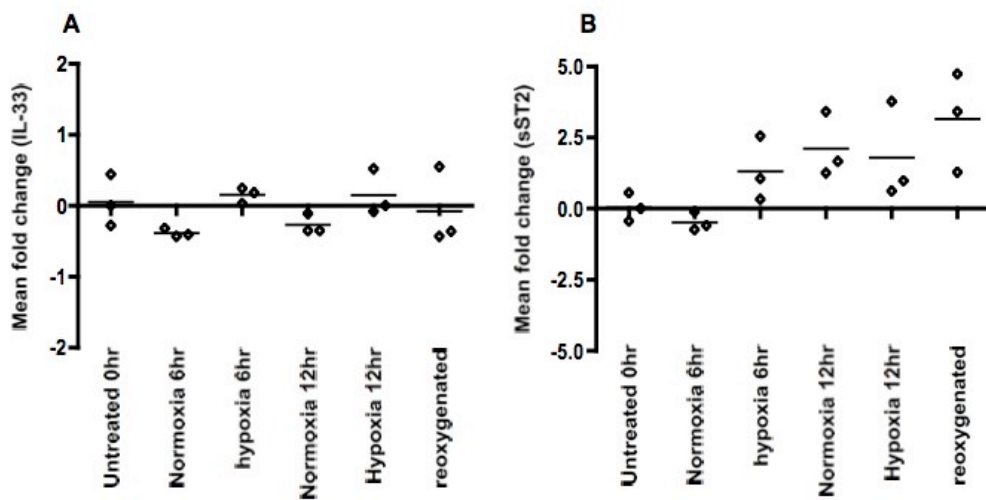 A
Mean fold change (IL-33)
2
1
0
-1
-2
Untreated 0hr
Normoxia 6hr
hypoxia 6hr
Normoxia 12hr
Hypoxia 12hr
reoxygenated
B
Mean fold change (sST2)
5.0
2.5
0.0
-2.5
-5.0
Untreated 0hr
Normoxia 6hr
hypoxia 6hr
Normoxia 12hr
Hypoxia 12hr
reoxygenated